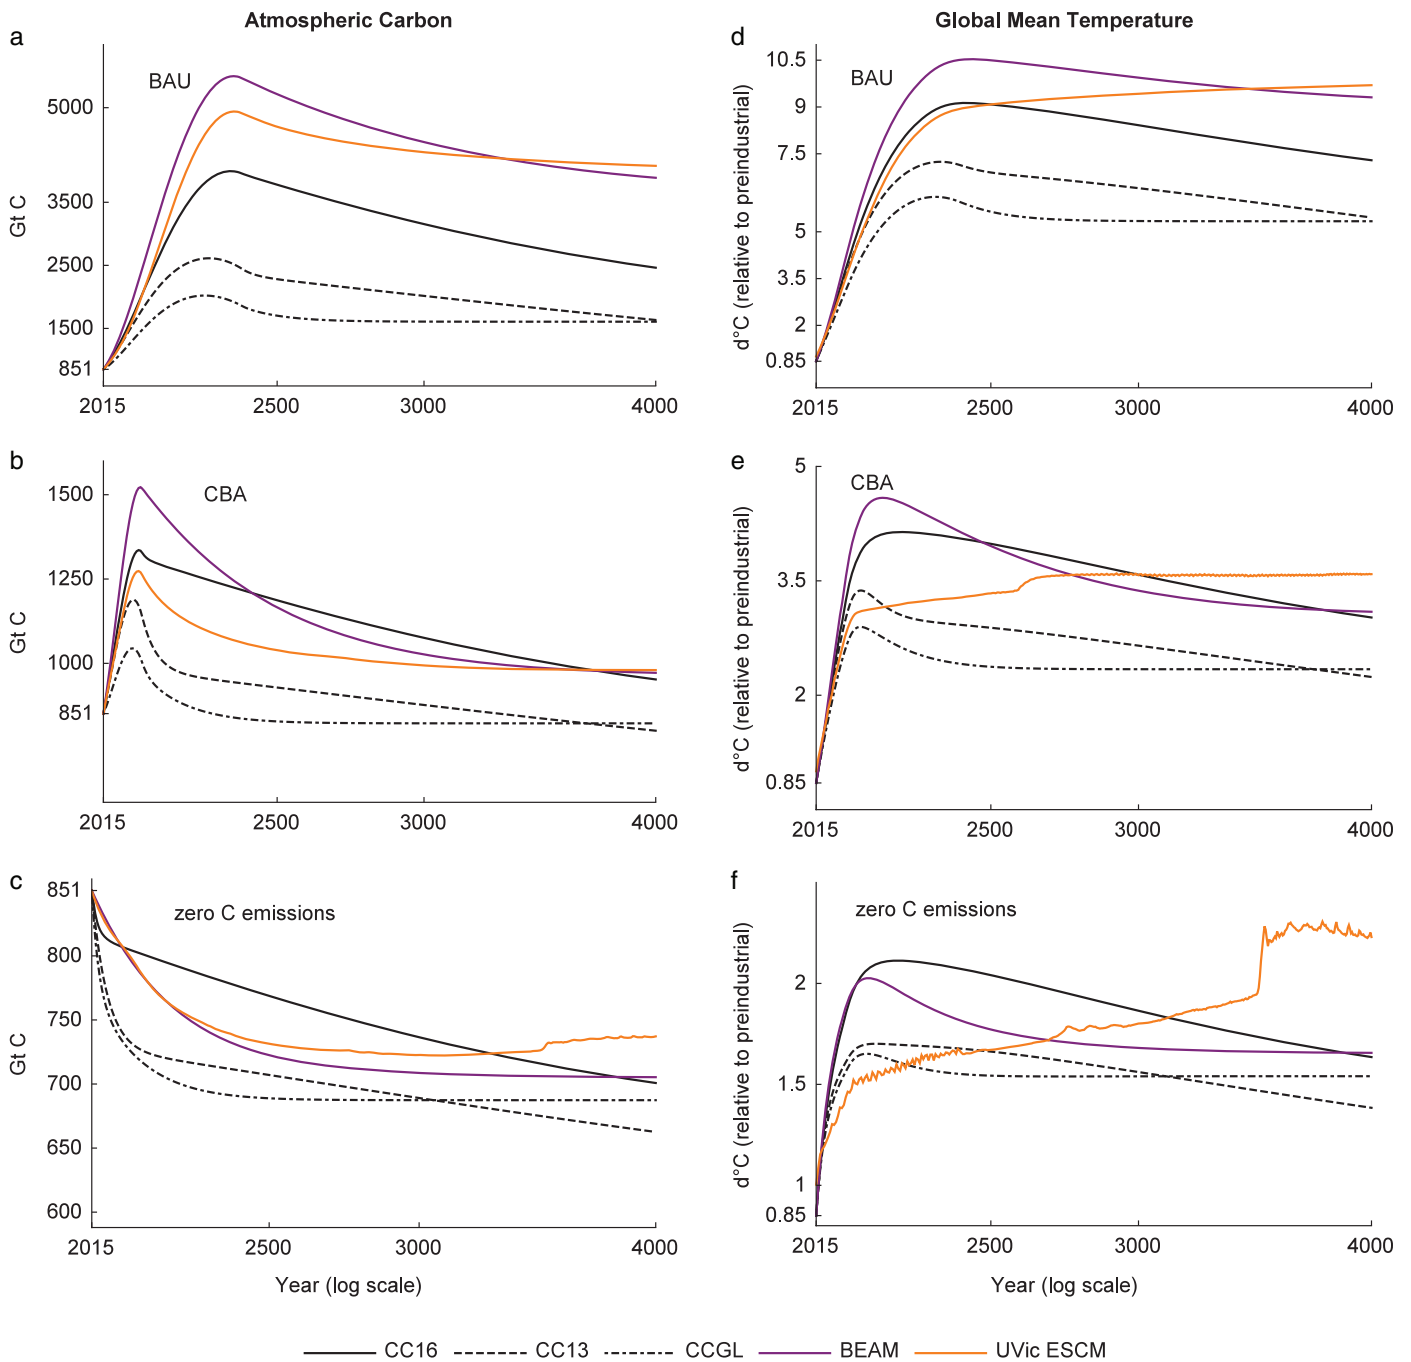 Atmospheric Carbon
Global Mean Temperature
a
BAU
Gt C
5000
3500
2500
1500
851
2015 2500 3000 4000
d
BAU
d°C (relative to preindustrial)
10.5
9
7.5
5
3.5
2
0.85
2015 2500 3000 4000
b
CBA
Gt C
1500
1250
1000
851
2015 2500 3000 4000
e
CBA
d°C (relative to preindustrial)
5
3.5
2
0.85
2015 2500 3000 4000
c
zero C emissions
Gt C
851
800
750
700
650
600
2015 2500 3000 4000
Year (log scale)
f
zero C emissions
d°C (relative to preindustrial)
2
1.5
1
0.85
2015 2500 3000 4000
Year (log scale)
CC16 CC13 CCGL BEAM UVic ESCM